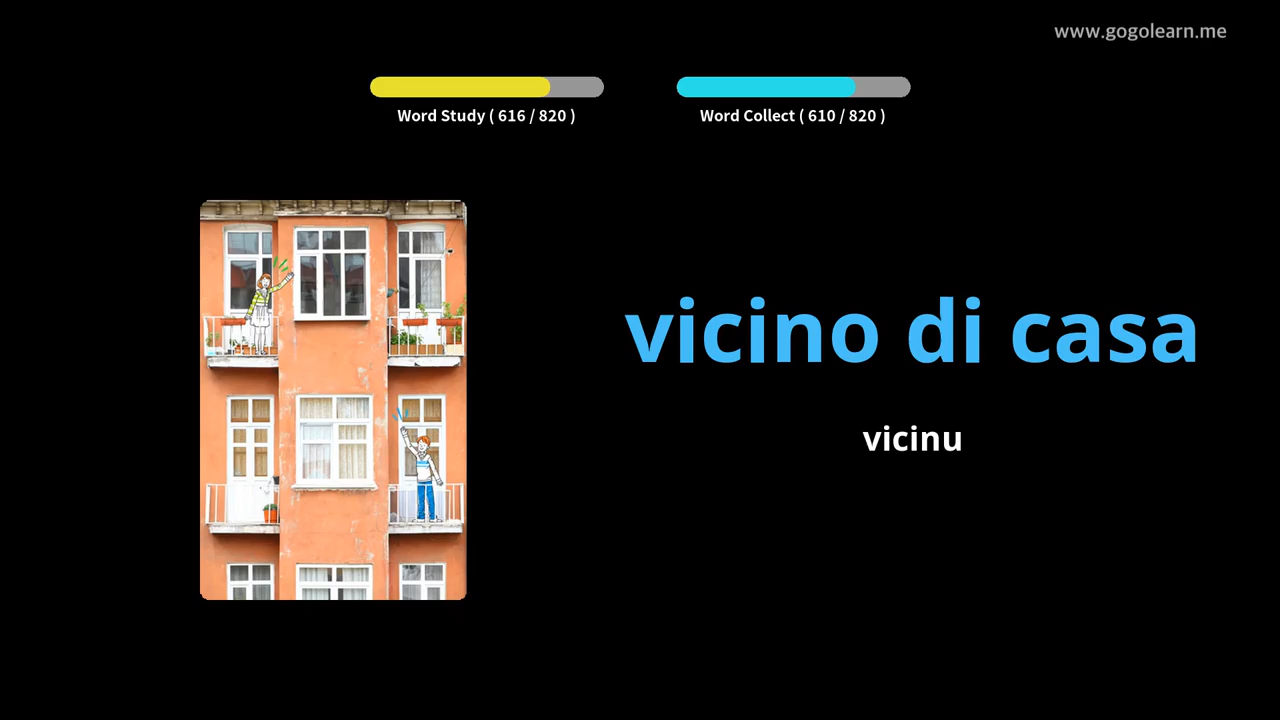 www.gogolearn.me
Word Study ( 616 / 820 )
Word Collect ( 610 / 820 )
vicino di casa
vicinu